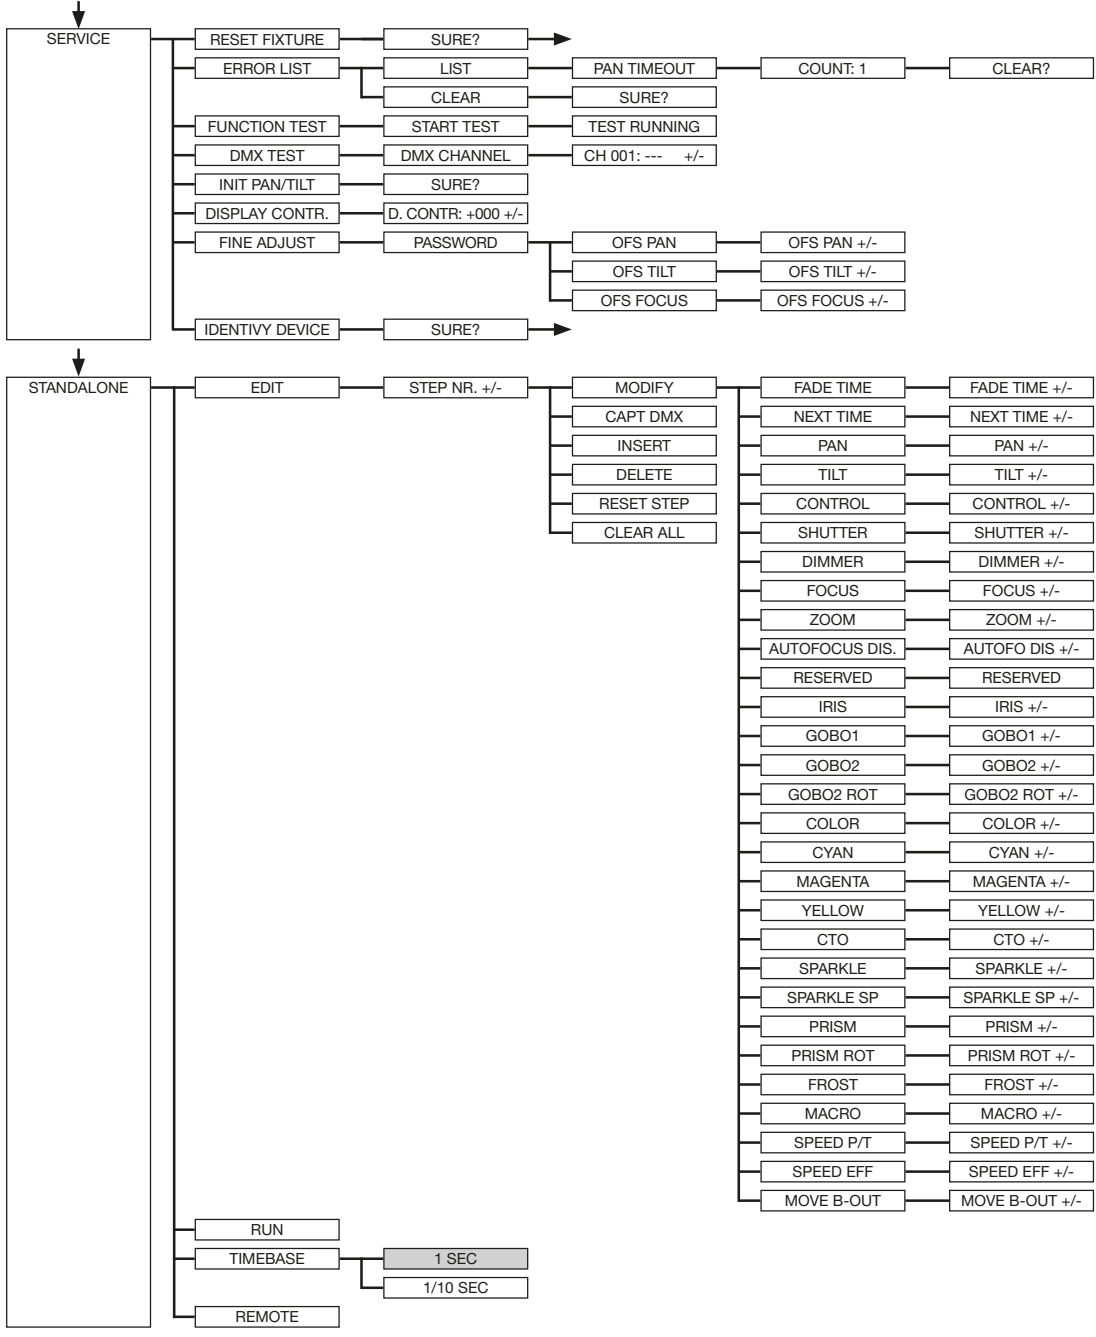 SERVICE RESET FIXTURE SURE?
ERROR LIST LIST PAN TIMEOUT COUNT: 1 CLEAR?
CLEAR SURE?
FUNCTION TEST START TEST TEST RUNNING
DMX TEST DMX CHANNEL CH 001: --- +/-
INIT PAN/TILT SURE?
DISPLAY CONTR. D. CONTR: +000 +/-
FINE ADJUST PASSWORD OFS PAN OFS PAN +/-
OFS TILT OFS TILT +/-
OFS FOCUS OFS FOCUS +/-
IDENTIVY DEVICE SURE?
STANDALONE EDIT STEP NR. +/- MODIFY FADE TIME FADE TIME +/-
CAPT DMX NEXT TIME NEXT TIME +/-
INSERT PAN PAN +/-
DELETE TILT TILT +/-
RESET STEP CONTROL CONTROL +/-
CLEAR ALL SHUTTER SHUTTER +/-
DIMMER DIMMER +/-
FOCUS FOCUS +/-
ZOOM ZOOM +/-
AUTOFOCUS DIS. AUTOFO DIS +/-
RESERVED RESERVED
IRIS IRIS +/-
GOBO1 GOBO1 +/-
GOBO2 GOBO2 +/-
GOBO2 ROT GOBO2 ROT +/-
COLOR COLOR +/-
CYAN CYAN +/-
MAGENTA MAGENTA +/-
YELLOW YELLOW +/-
CTO CTO +/-
SPARKLE SPARKLE +/-
SPARKLE SP SPARKLE SP +/-
PRISM PRISM +/-
PRISM ROT PRISM ROT +/-
FROST FROST +/-
MACRO MACRO +/-
SPEED P/T SPEED P/T +/-
SPEED EFF SPEED EFF +/-
MOVE B-OUT MOVE B-OUT +/-
RUN
TIMEBASE 1 SEC
1/10 SEC
REMOTE